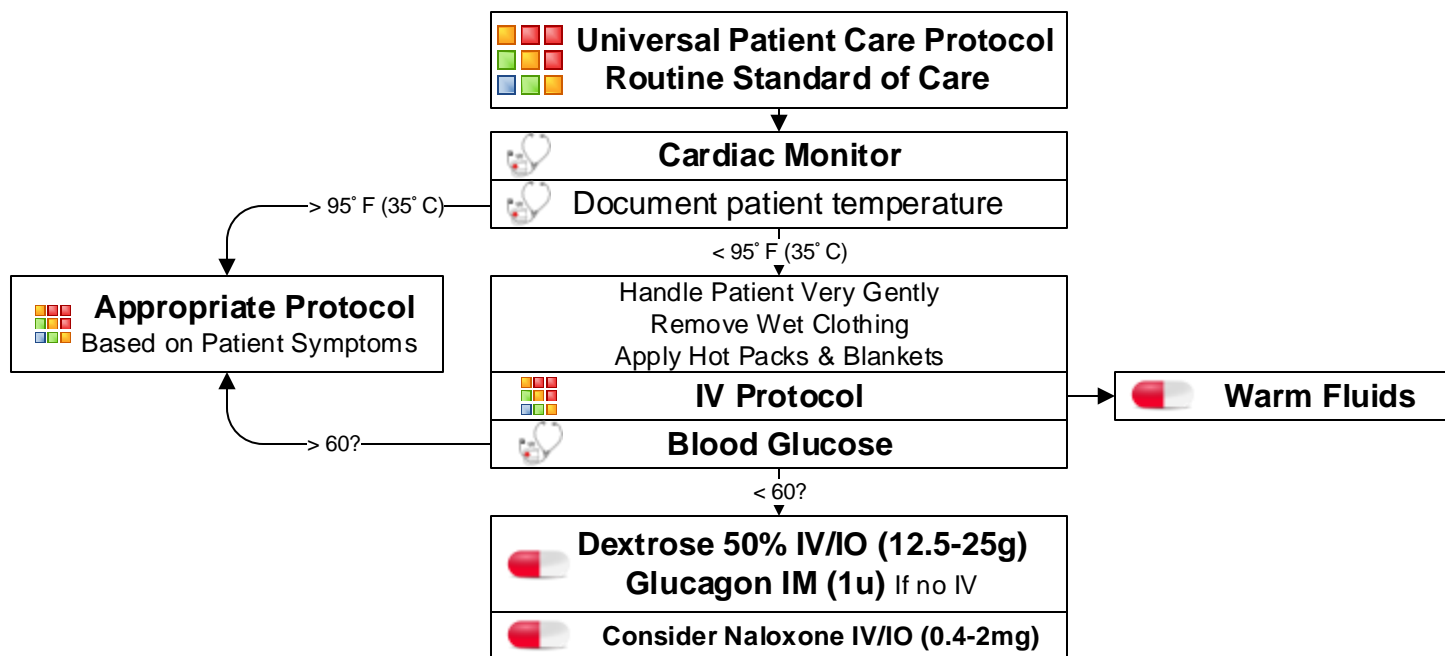 Universal Patient Care Protocol
Routine Standard of Care
Cardiac Monitor
> 95˚ F (35˚ C)
Document patient temperature
< 95˚ F (35˚ C)
Appropriate Protocol
Based on Patient Symptoms
Handle Patient Very Gently
Remove Wet Clothing
Apply Hot Packs & Blankets
IV Protocol
Warm Fluids
> 60?
Blood Glucose
< 60?
Dextrose 50% IV/IO (12.5-25g)
Glucagon IM (1u) If no IV
Consider Naloxone IV/IO (0.4-2mg)